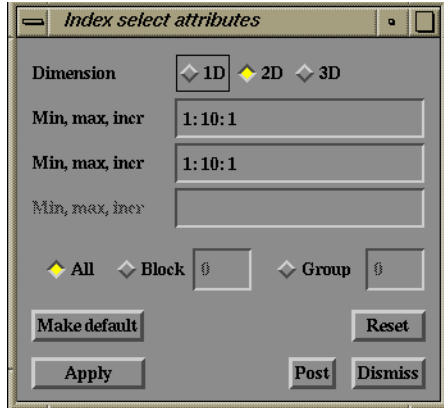 Index select attributes
Dimension 1D 2D 3D
Min, max, incr 1:10:1
Min, max, incr 1:10:1
Min, max, incr
All Block 0 Group 0
Make default Reset
Apply Post Dismiss